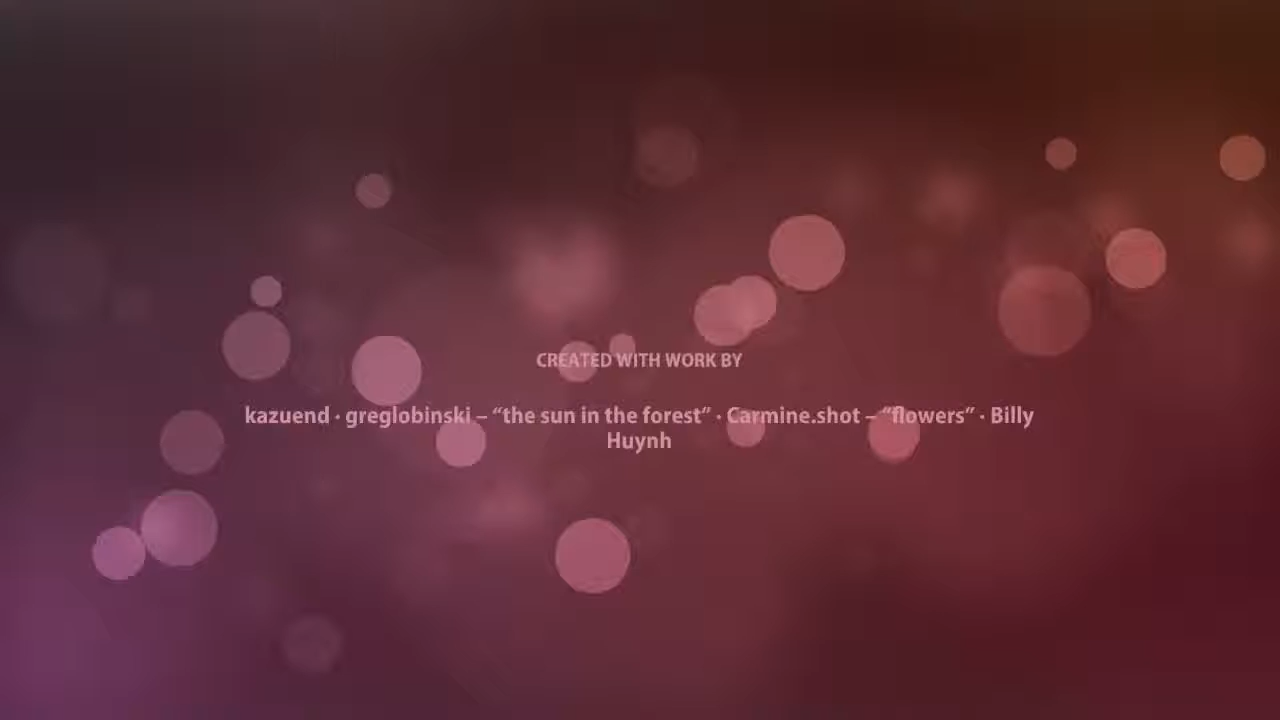 CREATED WITH WORK BY
kazuend · greglobinski – “the sun in the forest” · Carmine.shot – “flowers” · Billy
Huynh